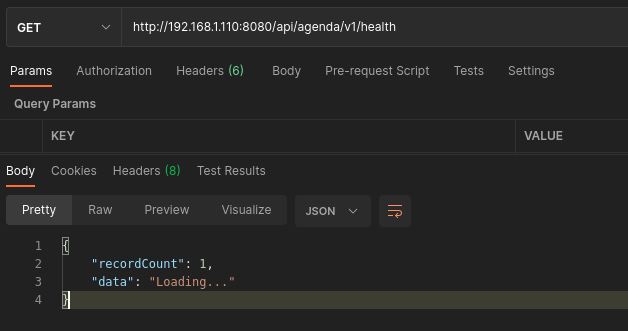 GET http://192.168.1.110:8080/api/agenda/v1/health
Params Authorization Headers (6) Body Pre-request Script Tests Settings
Query Params
KEY VALUE
Body Cookies Headers (8) Test Results
Pretty Raw Preview Visualize JSON
1 {
2 "recordCount": 1,
3 "data": "Loading..."
4 }